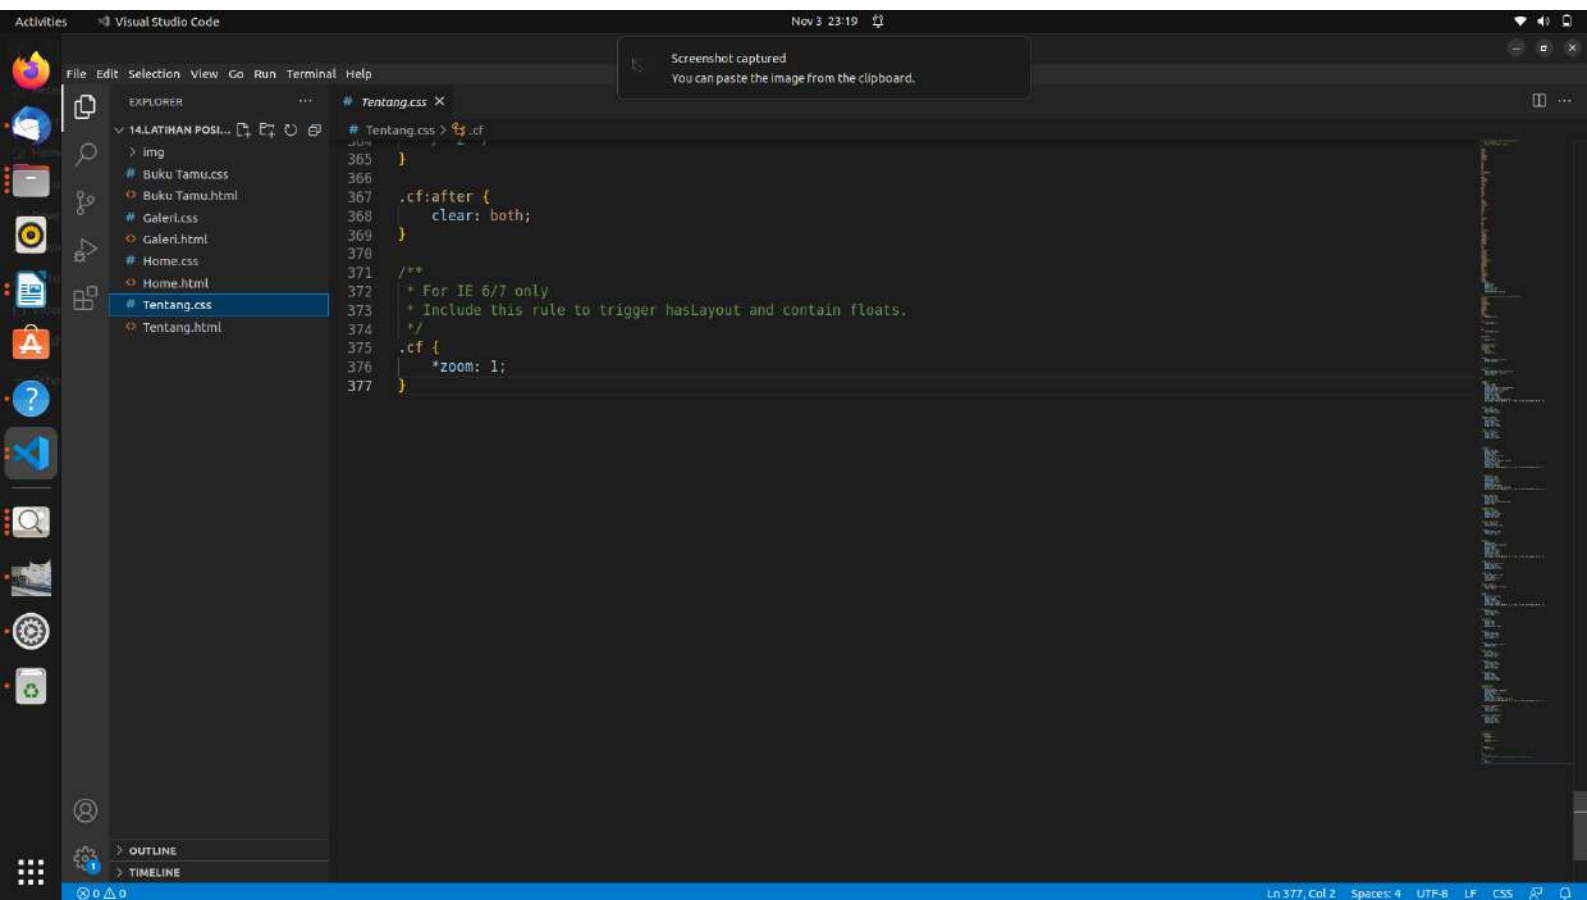 Activities
Visual Studio Code
Nov 3 23:19
Screenshot captured
You can paste the image from the clipboard.
File Edit Selection View Go Run Terminal Help
EXPLORER
# Tentang.css
14.LATIHAN POSI...
# Tentang.css > .cf
> img
# Buku Tamu.css
<> Buku Tamu.html
# Galeri.css
<> Galeri.html
# Home.css
<> Home.html
# Tentang.css
<> Tentang.html
365 }
366
367 .cf:after {
368 clear: both;
369 }
370
371 /**
372 * For IE 6/7 only
373 * Include this rule to trigger hasLayout and contain floats.
374 */
375 .cf {
376 *zoom: 1;
377 }
> OUTLINE
> TIMELINE
1
0 0
Ln 377, Col 2 Spaces: 4 UTF-8 LF CSS